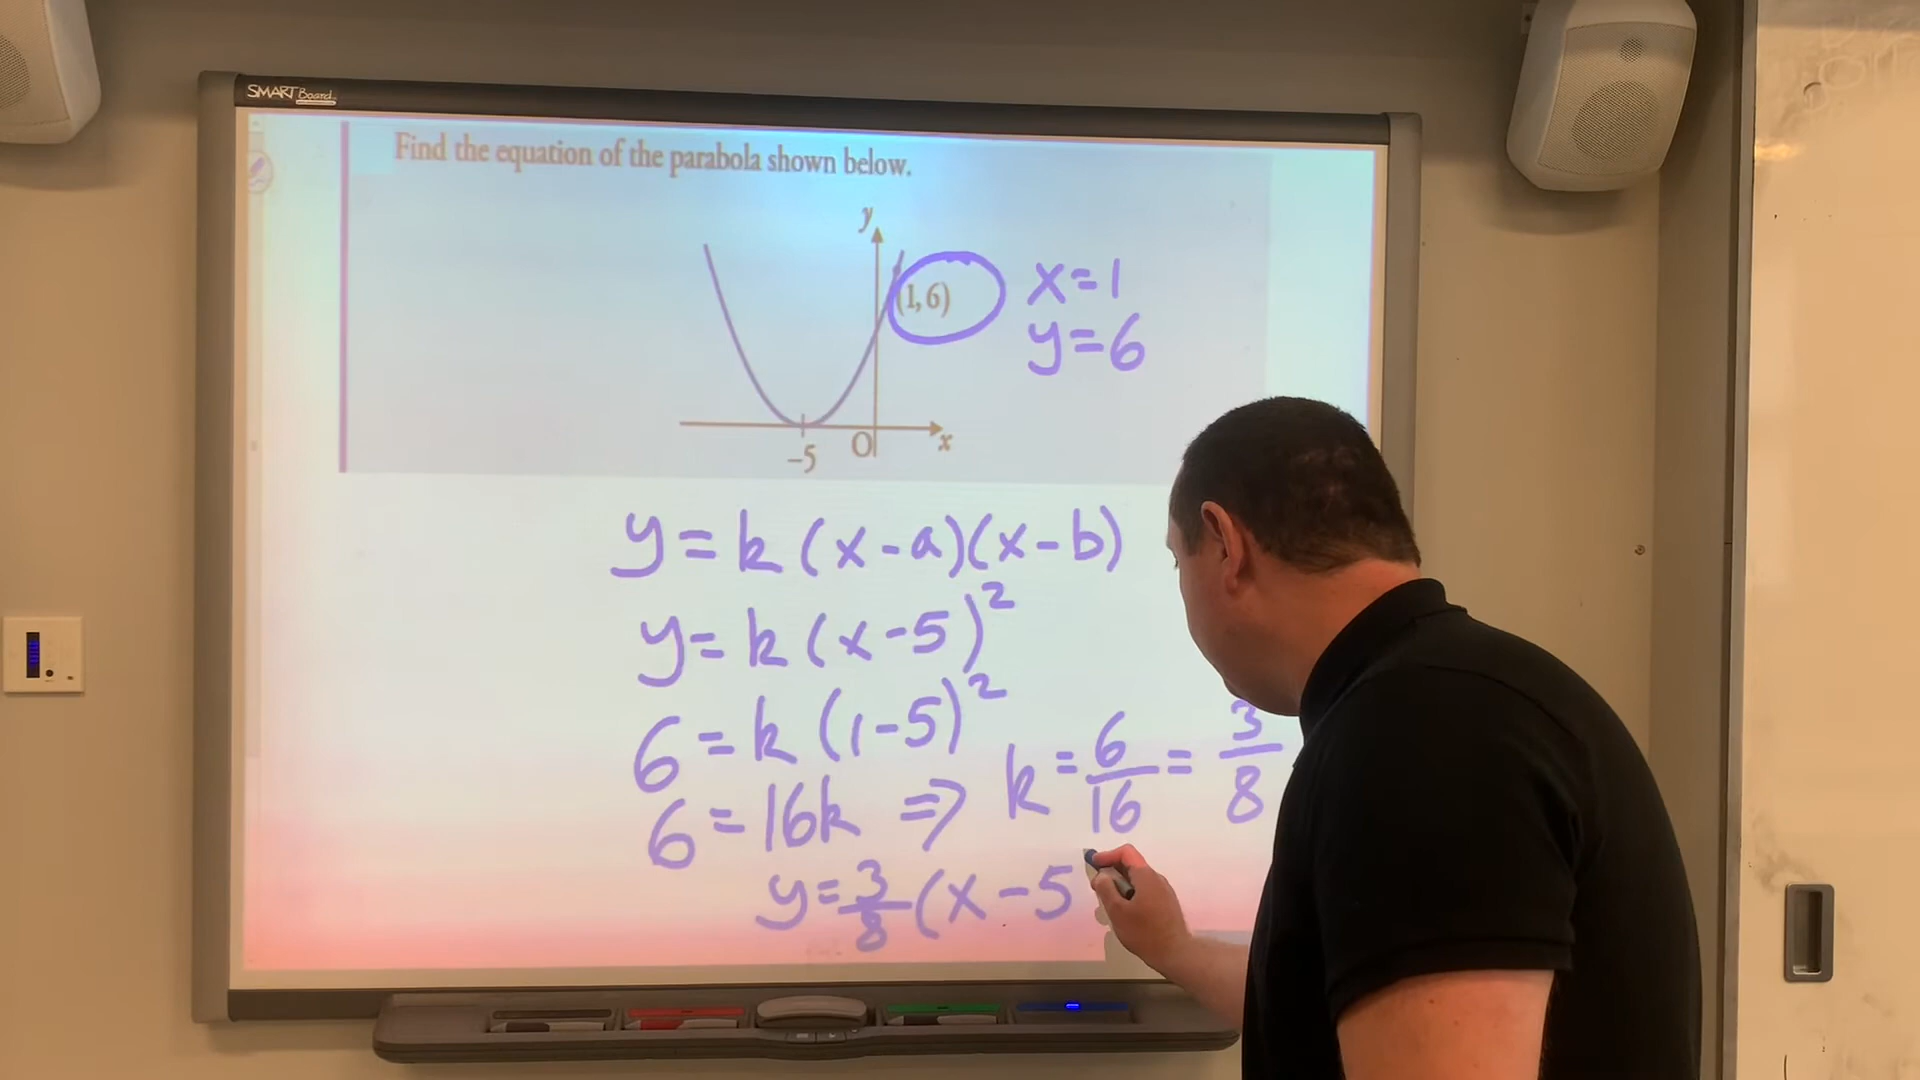 SMART Board
Find the equation of the parabola shown below.
y
(1, 6)
x=1
y=6
-5
O
x
y = k (x - a)(x - b)
y = k (x - 5)²
6 = k (1 - 5)²
6 = 16k ⇒ k = 6/16 = 3/8
y = 3/8 (x - 5